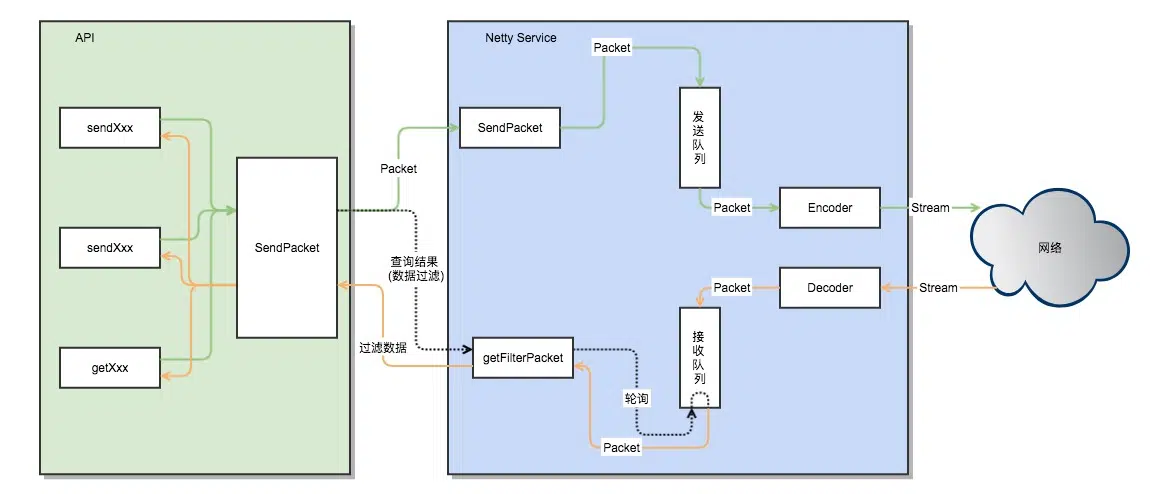 API
sendXxx
sendXxx
getXxx
SendPacket
Packet
查询结果
(数据过滤)
过滤数据
Netty Service
SendPacket
Packet
发
送
队
列
Packet
Encoder
Stream
网络
Stream
Decoder
Packet
接
收
队
列
getFilterPacket
轮询
Packet